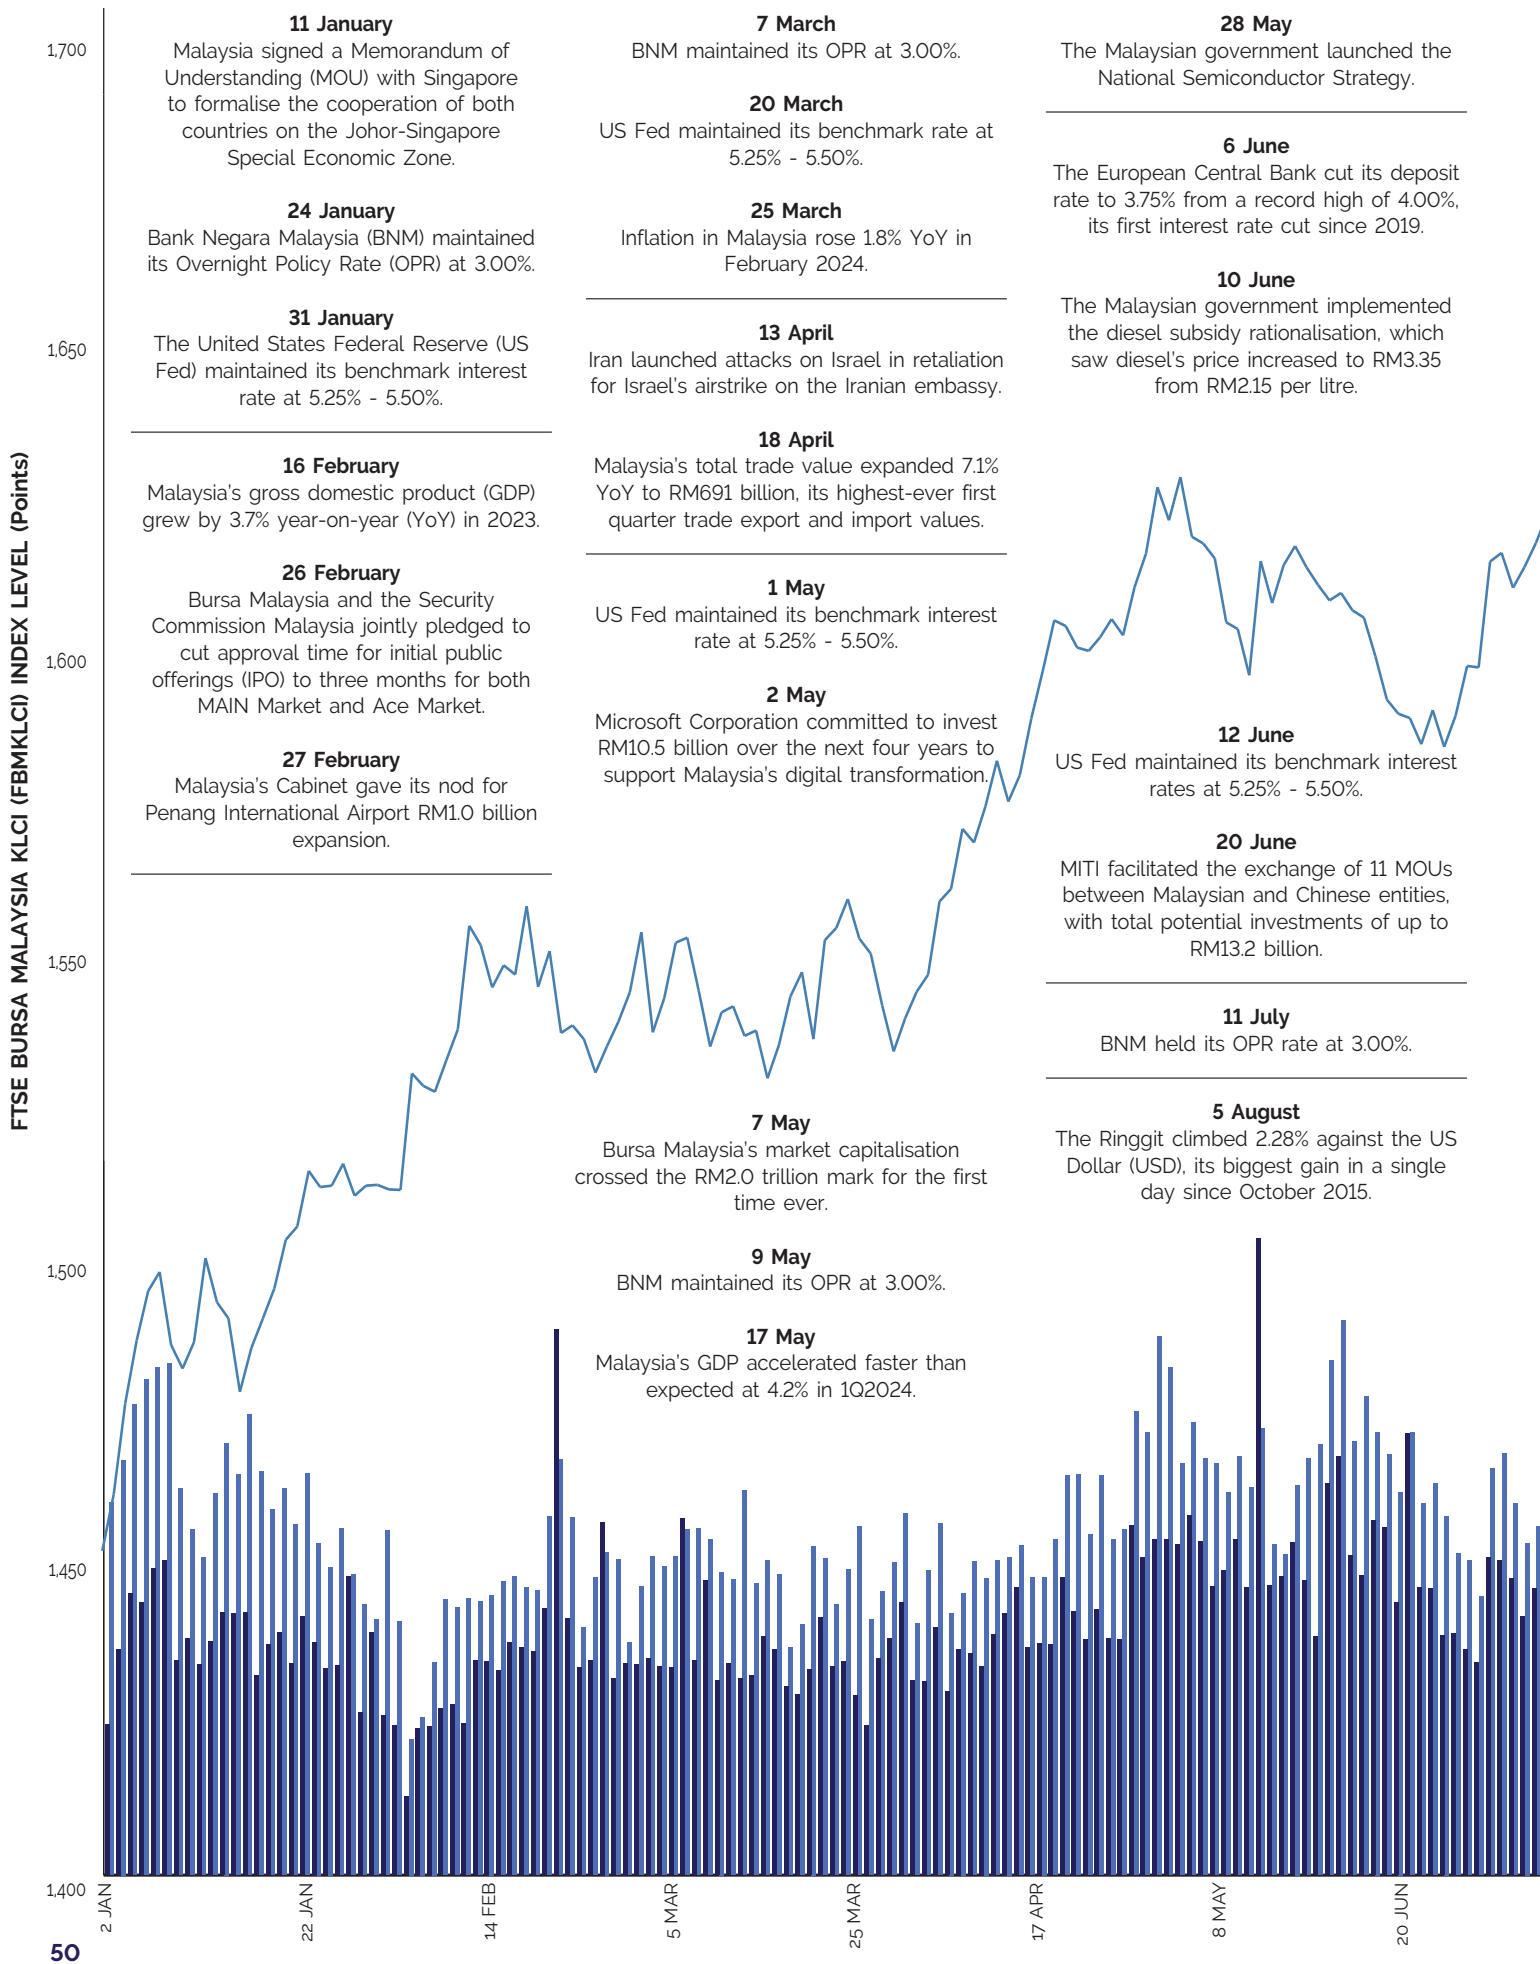 FTSE BURSA MALAYSIA KLCI (FBMKLCI) INDEX LEVEL (Points)
1,700
1,650
1,600
1,550
1,500
1,450
1,400
11 January
Malaysia signed a Memorandum of
Understanding (MOU) with Singapore
to formalise the cooperation of both
countries on the Johor-Singapore
Special Economic Zone.
24 January
Bank Negara Malaysia (BNM) maintained
its Overnight Policy Rate (OPR) at 3.00%.
31 January
The United States Federal Reserve (US
Fed) maintained its benchmark interest
rate at 5.25% - 5.50%.
16 February
Malaysia's gross domestic product (GDP)
grew by 3.7% year-on-year (YoY) in 2023.
26 February
Bursa Malaysia and the Security
Commission Malaysia jointly pledged to
cut approval time for initial public
offerings (IPO) to three months for both
MAIN Market and Ace Market.
27 February
Malaysia's Cabinet gave its nod for
Penang International Airport RM1.0 billion
expansion.
7 March
BNM maintained its OPR at 3.00%.
20 March
US Fed maintained its benchmark rate at
5.25% - 5.50%.
25 March
Inflation in Malaysia rose 1.8% YoY in
February 2024.
13 April
Iran launched attacks on Israel in retaliation
for Israel's airstrike on the Iranian embassy.
18 April
Malaysia's total trade value expanded 7.1%
YoY to RM691 billion, its highest-ever first
quarter trade export and import values.
1 May
US Fed maintained its benchmark interest
rate at 5.25% - 5.50%.
2 May
Microsoft Corporation committed to invest
RM10.5 billion over the next four years to
support Malaysia's digital transformation.
7 May
Bursa Malaysia's market capitalisation
crossed the RM2.0 trillion mark for the first
time ever.
9 May
BNM maintained its OPR at 3.00%.
17 May
Malaysia's GDP accelerated faster than
expected at 4.2% in 1Q2024.
28 May
The Malaysian government launched the
National Semiconductor Strategy.
6 June
The European Central Bank cut its deposit
rate to 3.75% from a record high of 4.00%,
its first interest rate cut since 2019.
10 June
The Malaysian government implemented
the diesel subsidy rationalisation, which
saw diesel's price increased to RM3.35
from RM2.15 per litre.
12 June
US Fed maintained its benchmark interest
rates at 5.25% - 5.50%.
20 June
MITI facilitated the exchange of 11 MOUs
between Malaysian and Chinese entities,
with total potential investments of up to
RM13.2 billion.
11 July
BNM held its OPR rate at 3.00%.
5 August
The Ringgit climbed 2.28% against the US
Dollar (USD), its biggest gain in a single
day since October 2015.
2 JAN
22 JAN
14 FEB
5 MAR
25 MAR
17 APR
8 MAY
20 JUN
50